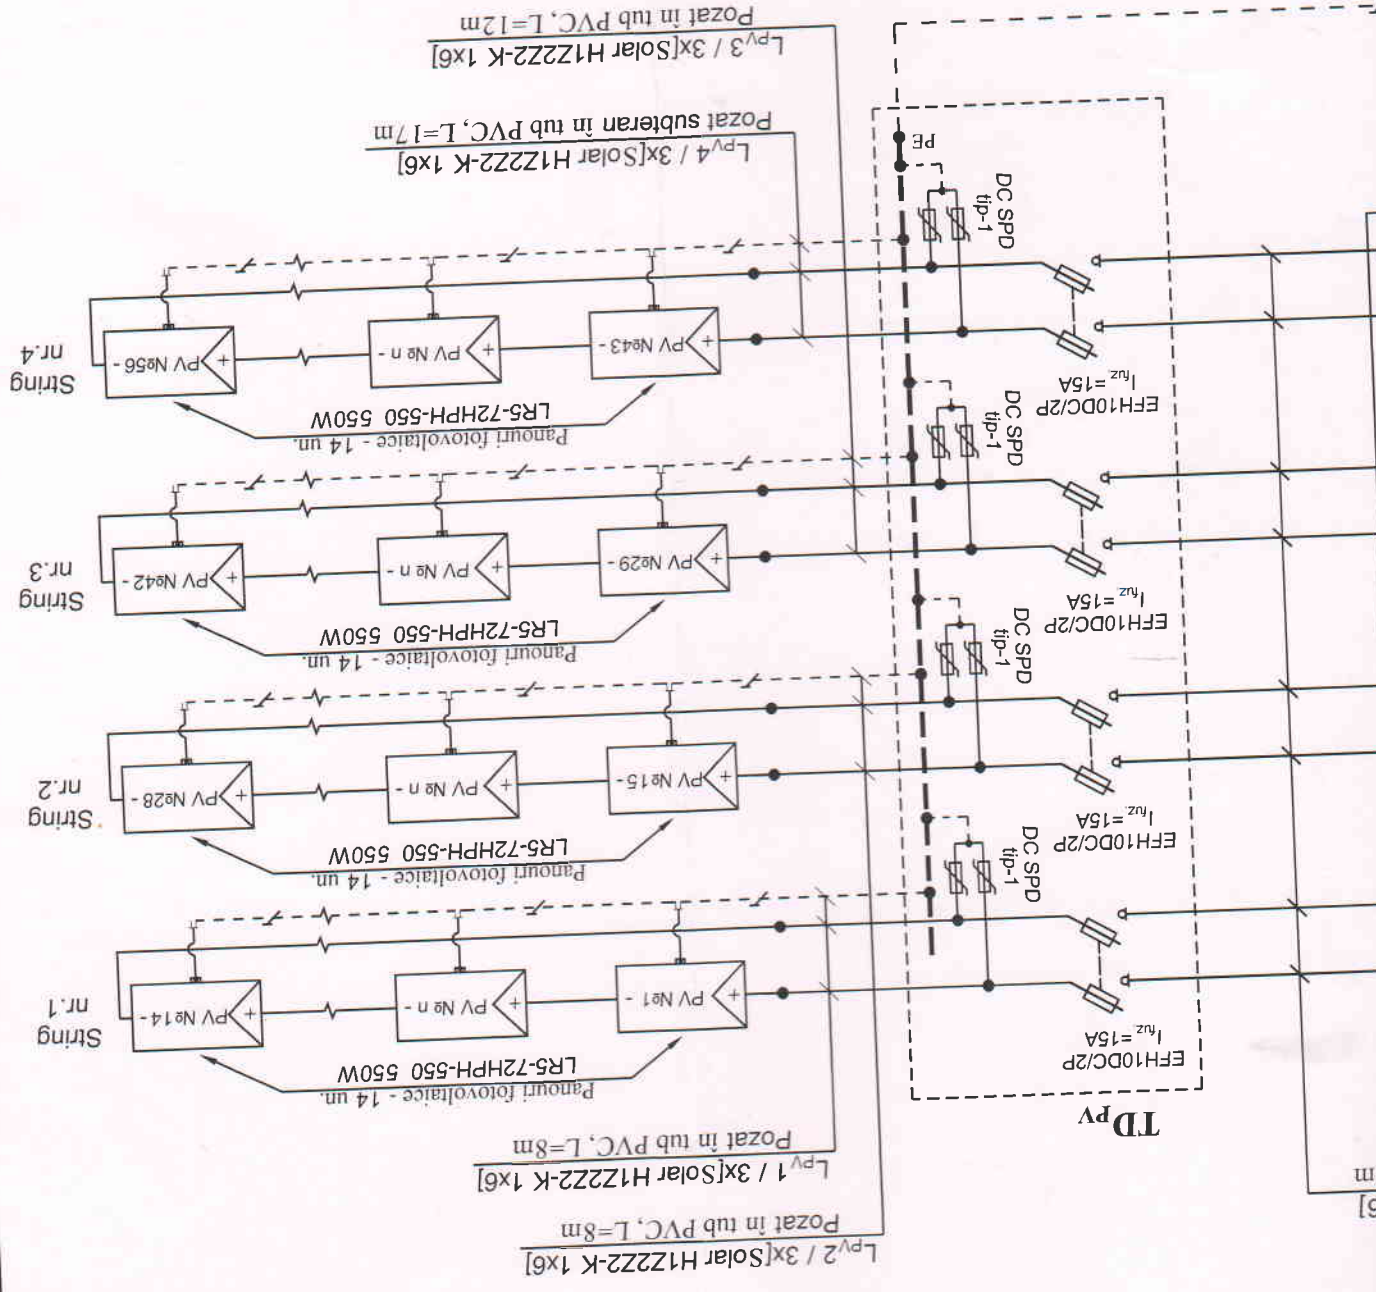 Lpv2 / 3x[Solar H1Z2Z2-K 1x6]
Pozat în tub PVC, L=8m
6]
m
Lpv1 / 3x[Solar H1Z2Z2-K 1x6]
Pozat în tub PVC, L=8m
TDPV
Panouri fotovoltaice - 14 un.
LR5-72HPH-550 550W
EFH10DC/2P
Ifuz.=15A
PV №1 -
+
PV № n -
+
PV №14 -
+
String
nr.1
DC SPD
tip-1
Panouri fotovoltaice - 14 un.
LR5-72HPH-550 550W
EFH10DC/2P
Ifuz.=15A
PV №15 -
+
PV № n -
+
PV №28 -
+
String
nr.2
DC SPD
tip-1
Panouri fotovoltaice - 14 un.
LR5-72HPH-550 550W
EFH10DC/2P
Ifuz.=15A
PV №29 -
+
PV № n -
+
PV №42 -
+
String
nr.3
DC SPD
tip-1
Panouri fotovoltaice - 14 un.
LR5-72HPH-550 550W
EFH10DC/2P
Ifuz.=15A
PV №43 -
+
PV № n -
+
PV №56 -
+
String
nr.4
DC SPD
tip-1
PE
Lpv4 / 3x[Solar H1Z2Z2-K 1x6]
Pozat subteran în tub PVC, L=17m
Lpv3 / 3x[Solar H1Z2Z2-K 1x6]
Pozat în tub PVC, L=12m